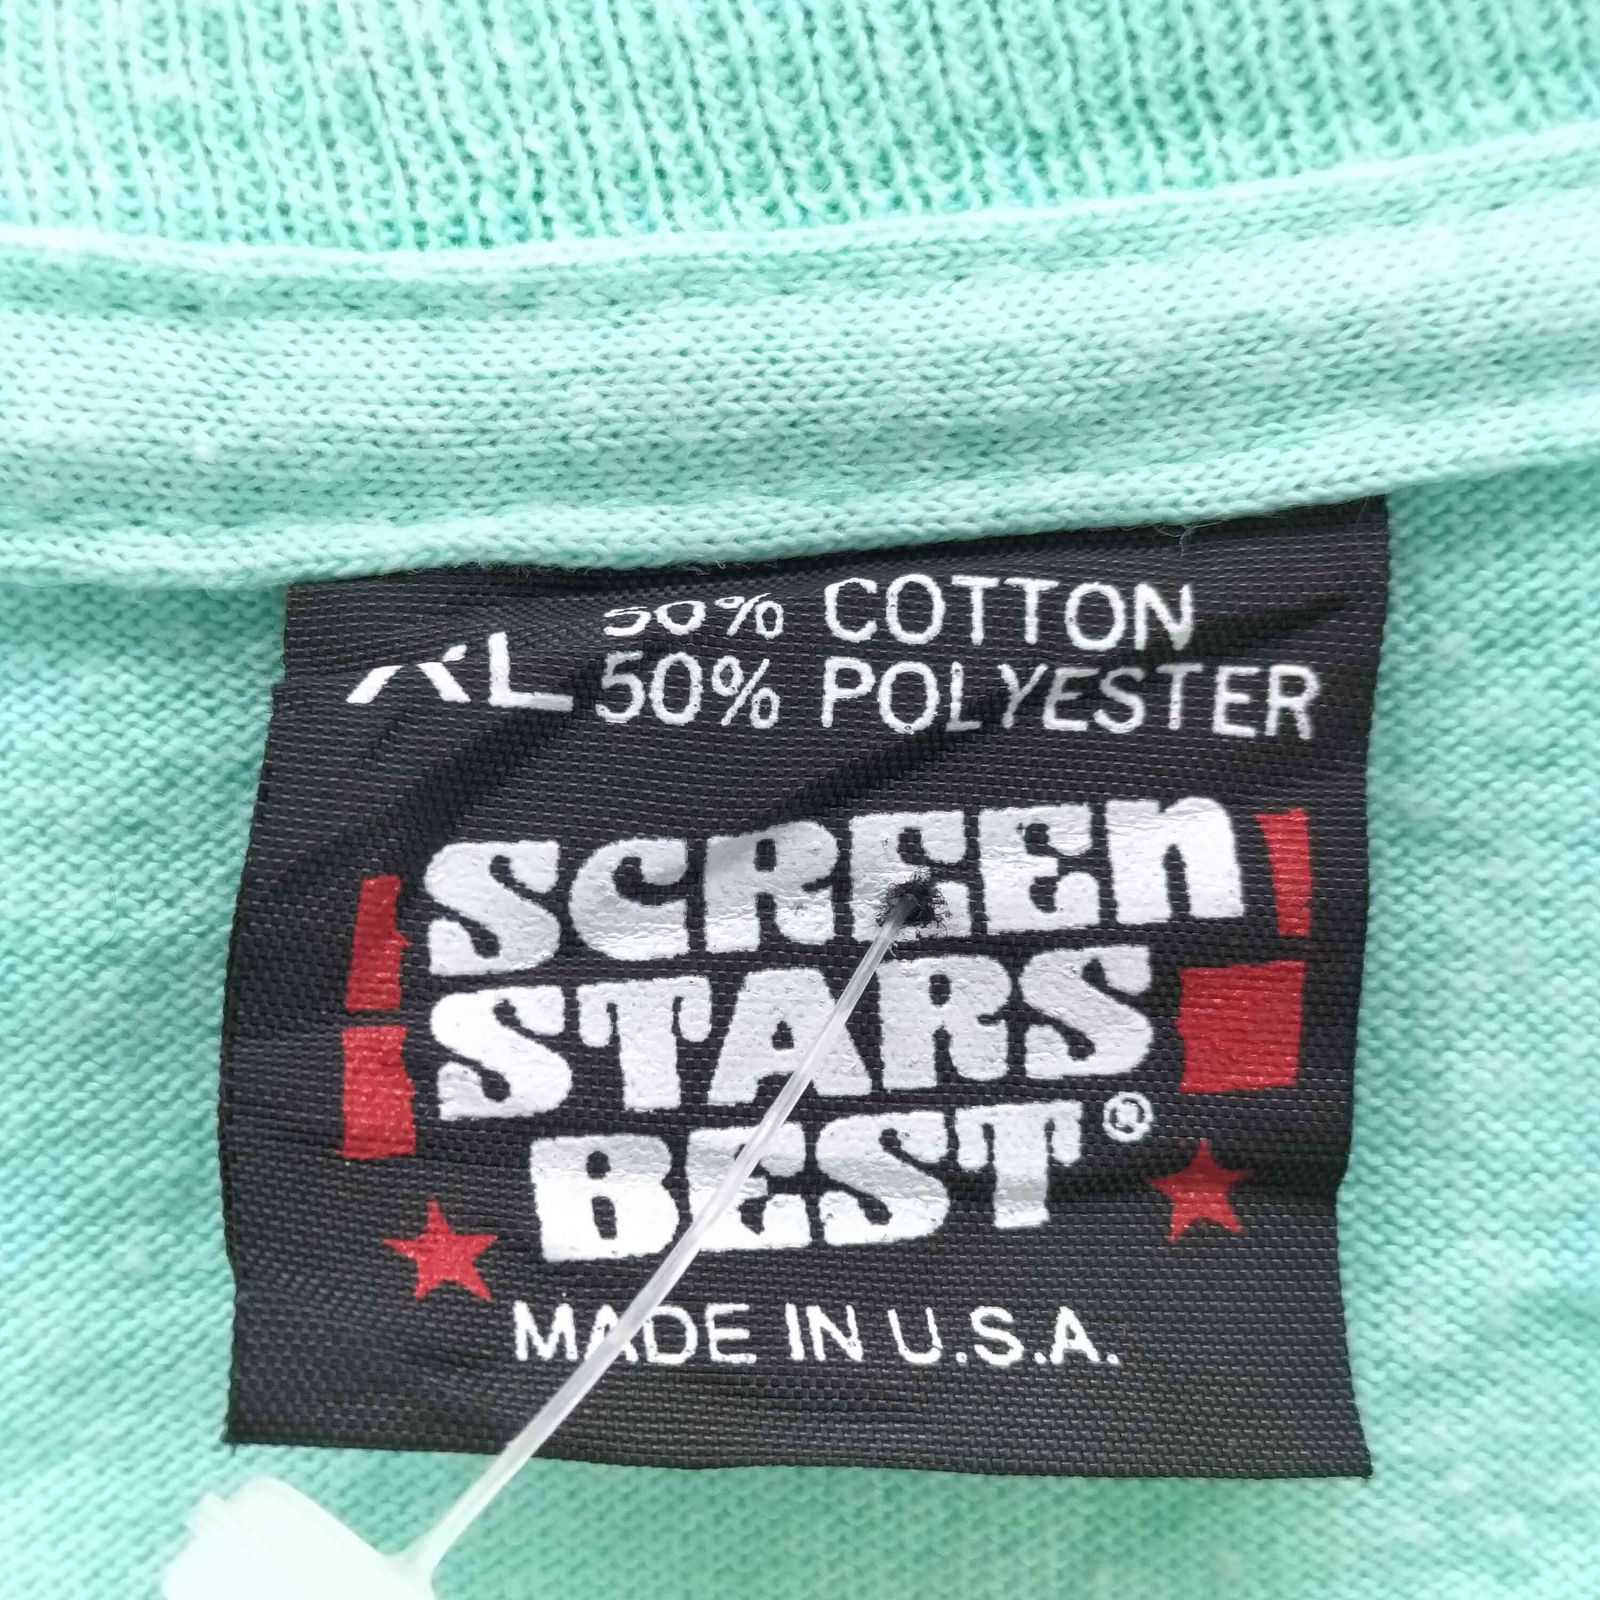 XL 50% COTTON
50% POLYESTER
SCREEN
STARS
BEST®
MADE IN U.S.A.